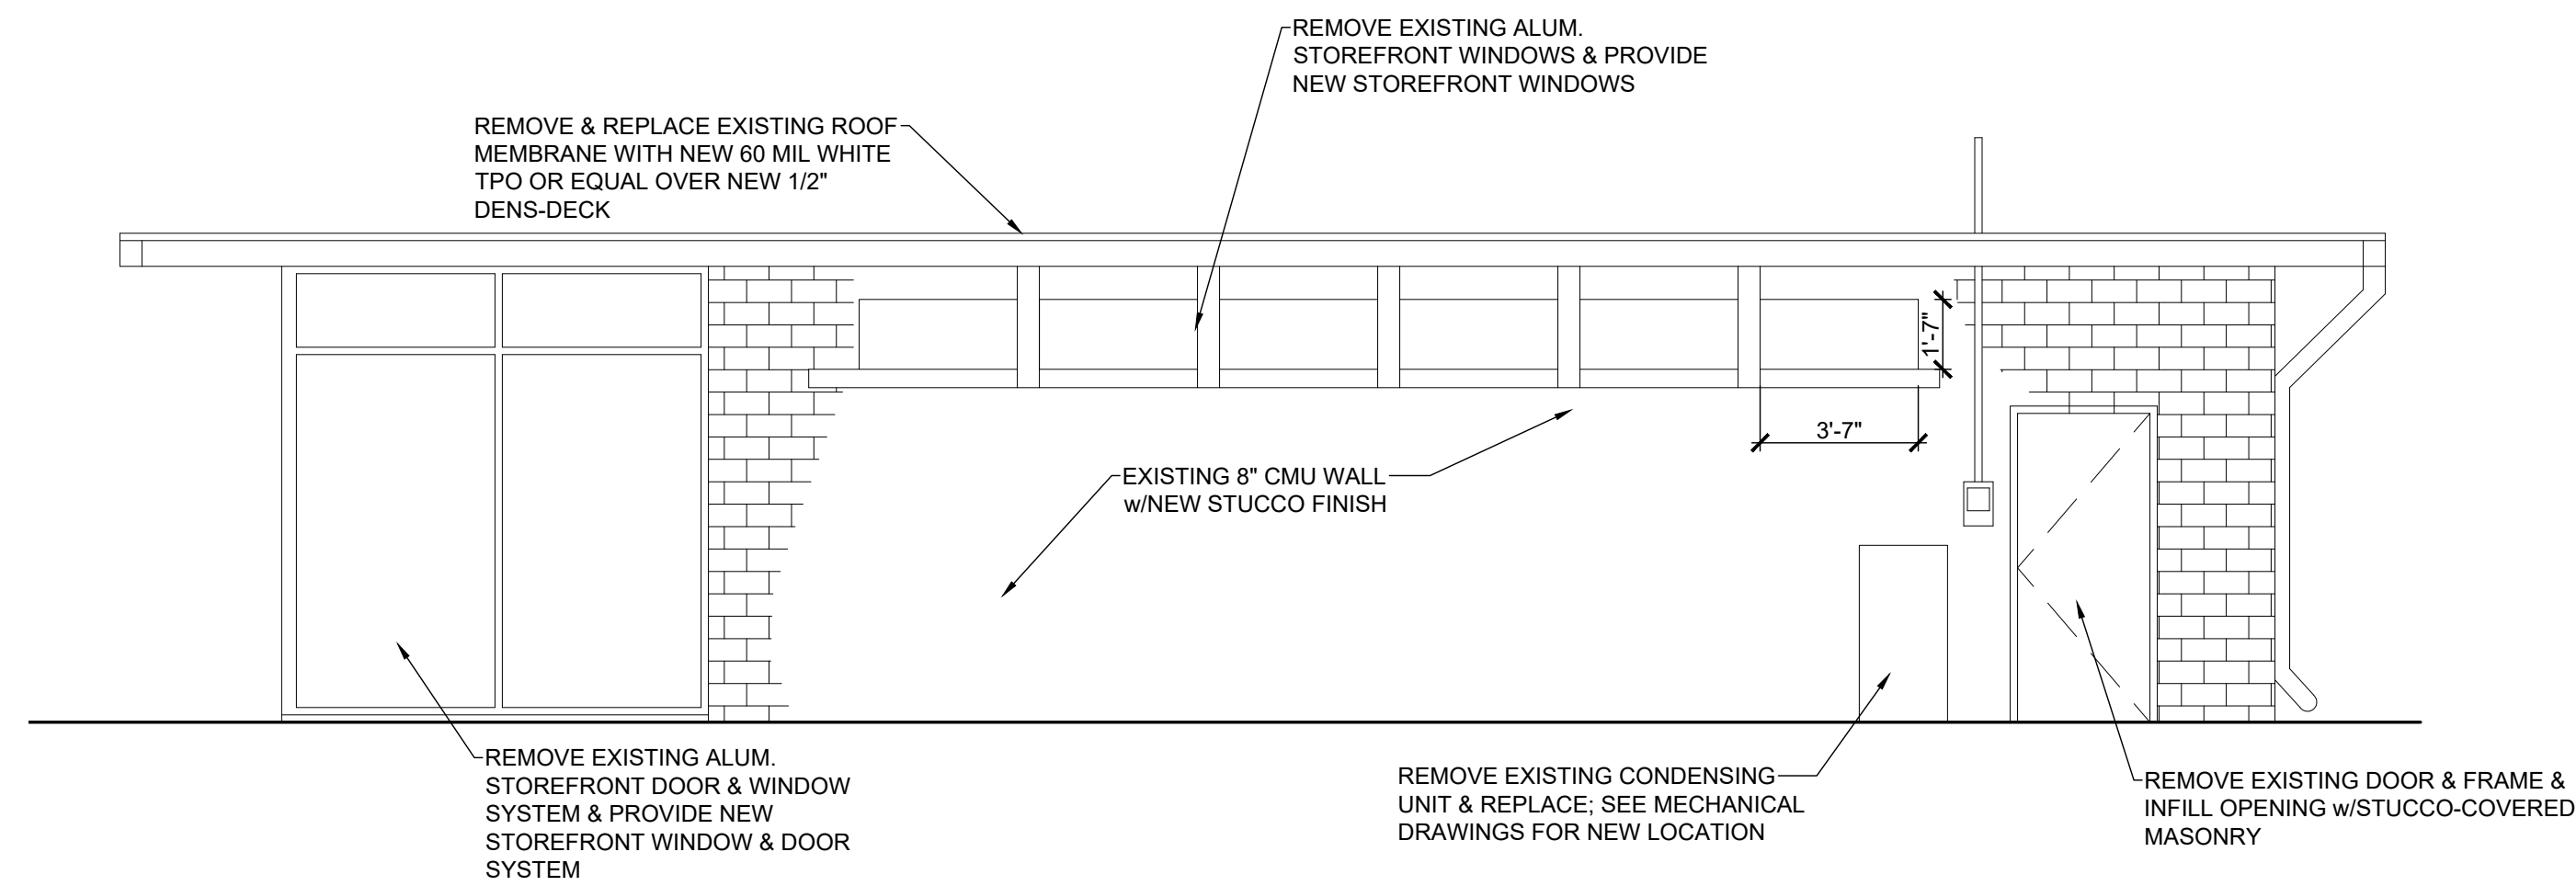 REMOVE EXISTING ALUM.
STOREFRONT WINDOWS & PROVIDE
NEW STOREFRONT WINDOWS
REMOVE & REPLACE EXISTING ROOF
MEMBRANE WITH NEW 60 MIL WHITE
TPO OR EQUAL OVER NEW 1/2"
DENS-DECK
1'-7"
3'-7"
EXISTING 8" CMU WALL
w/NEW STUCCO FINISH
REMOVE EXISTING ALUM.
STOREFRONT DOOR & WINDOW
SYSTEM & PROVIDE NEW
STOREFRONT WINDOW & DOOR
SYSTEM
REMOVE EXISTING CONDENSING
UNIT & REPLACE; SEE MECHANICAL
DRAWINGS FOR NEW LOCATION
REMOVE EXISTING DOOR & FRAME &
INFILL OPENING w/STUCCO-COVERED
MASONRY